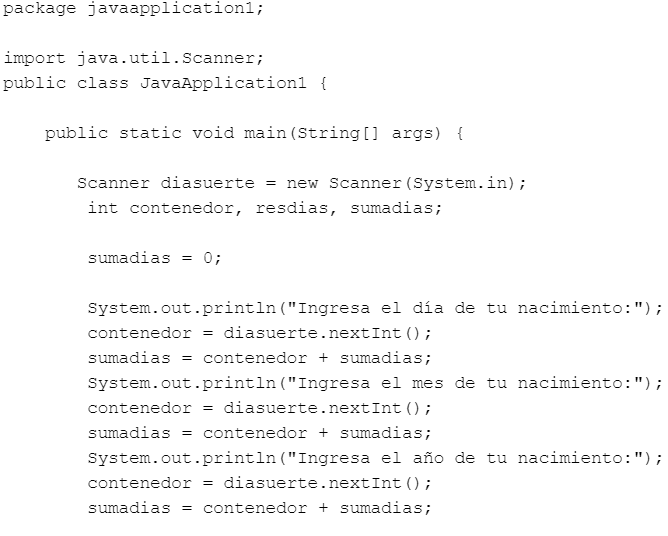 package javaapplication1;
import java.util.Scanner;
public class JavaApplication1 {
public static void main(String[] args) {
Scanner diasuerte = new Scanner(System.in);
int contenedor, resdias, sumadias;
sumadias = 0;
System.out.println("Ingresa el día de tu nacimiento:");
contenedor = diasuerte.nextInt();
sumadias = contenedor + sumadias;
System.out.println("Ingresa el mes de tu nacimiento:");
contenedor = diasuerte.nextInt();
sumadias = contenedor + sumadias;
System.out.println("Ingresa el año de tu nacimiento:");
contenedor = diasuerte.nextInt();
sumadias = contenedor + sumadias;